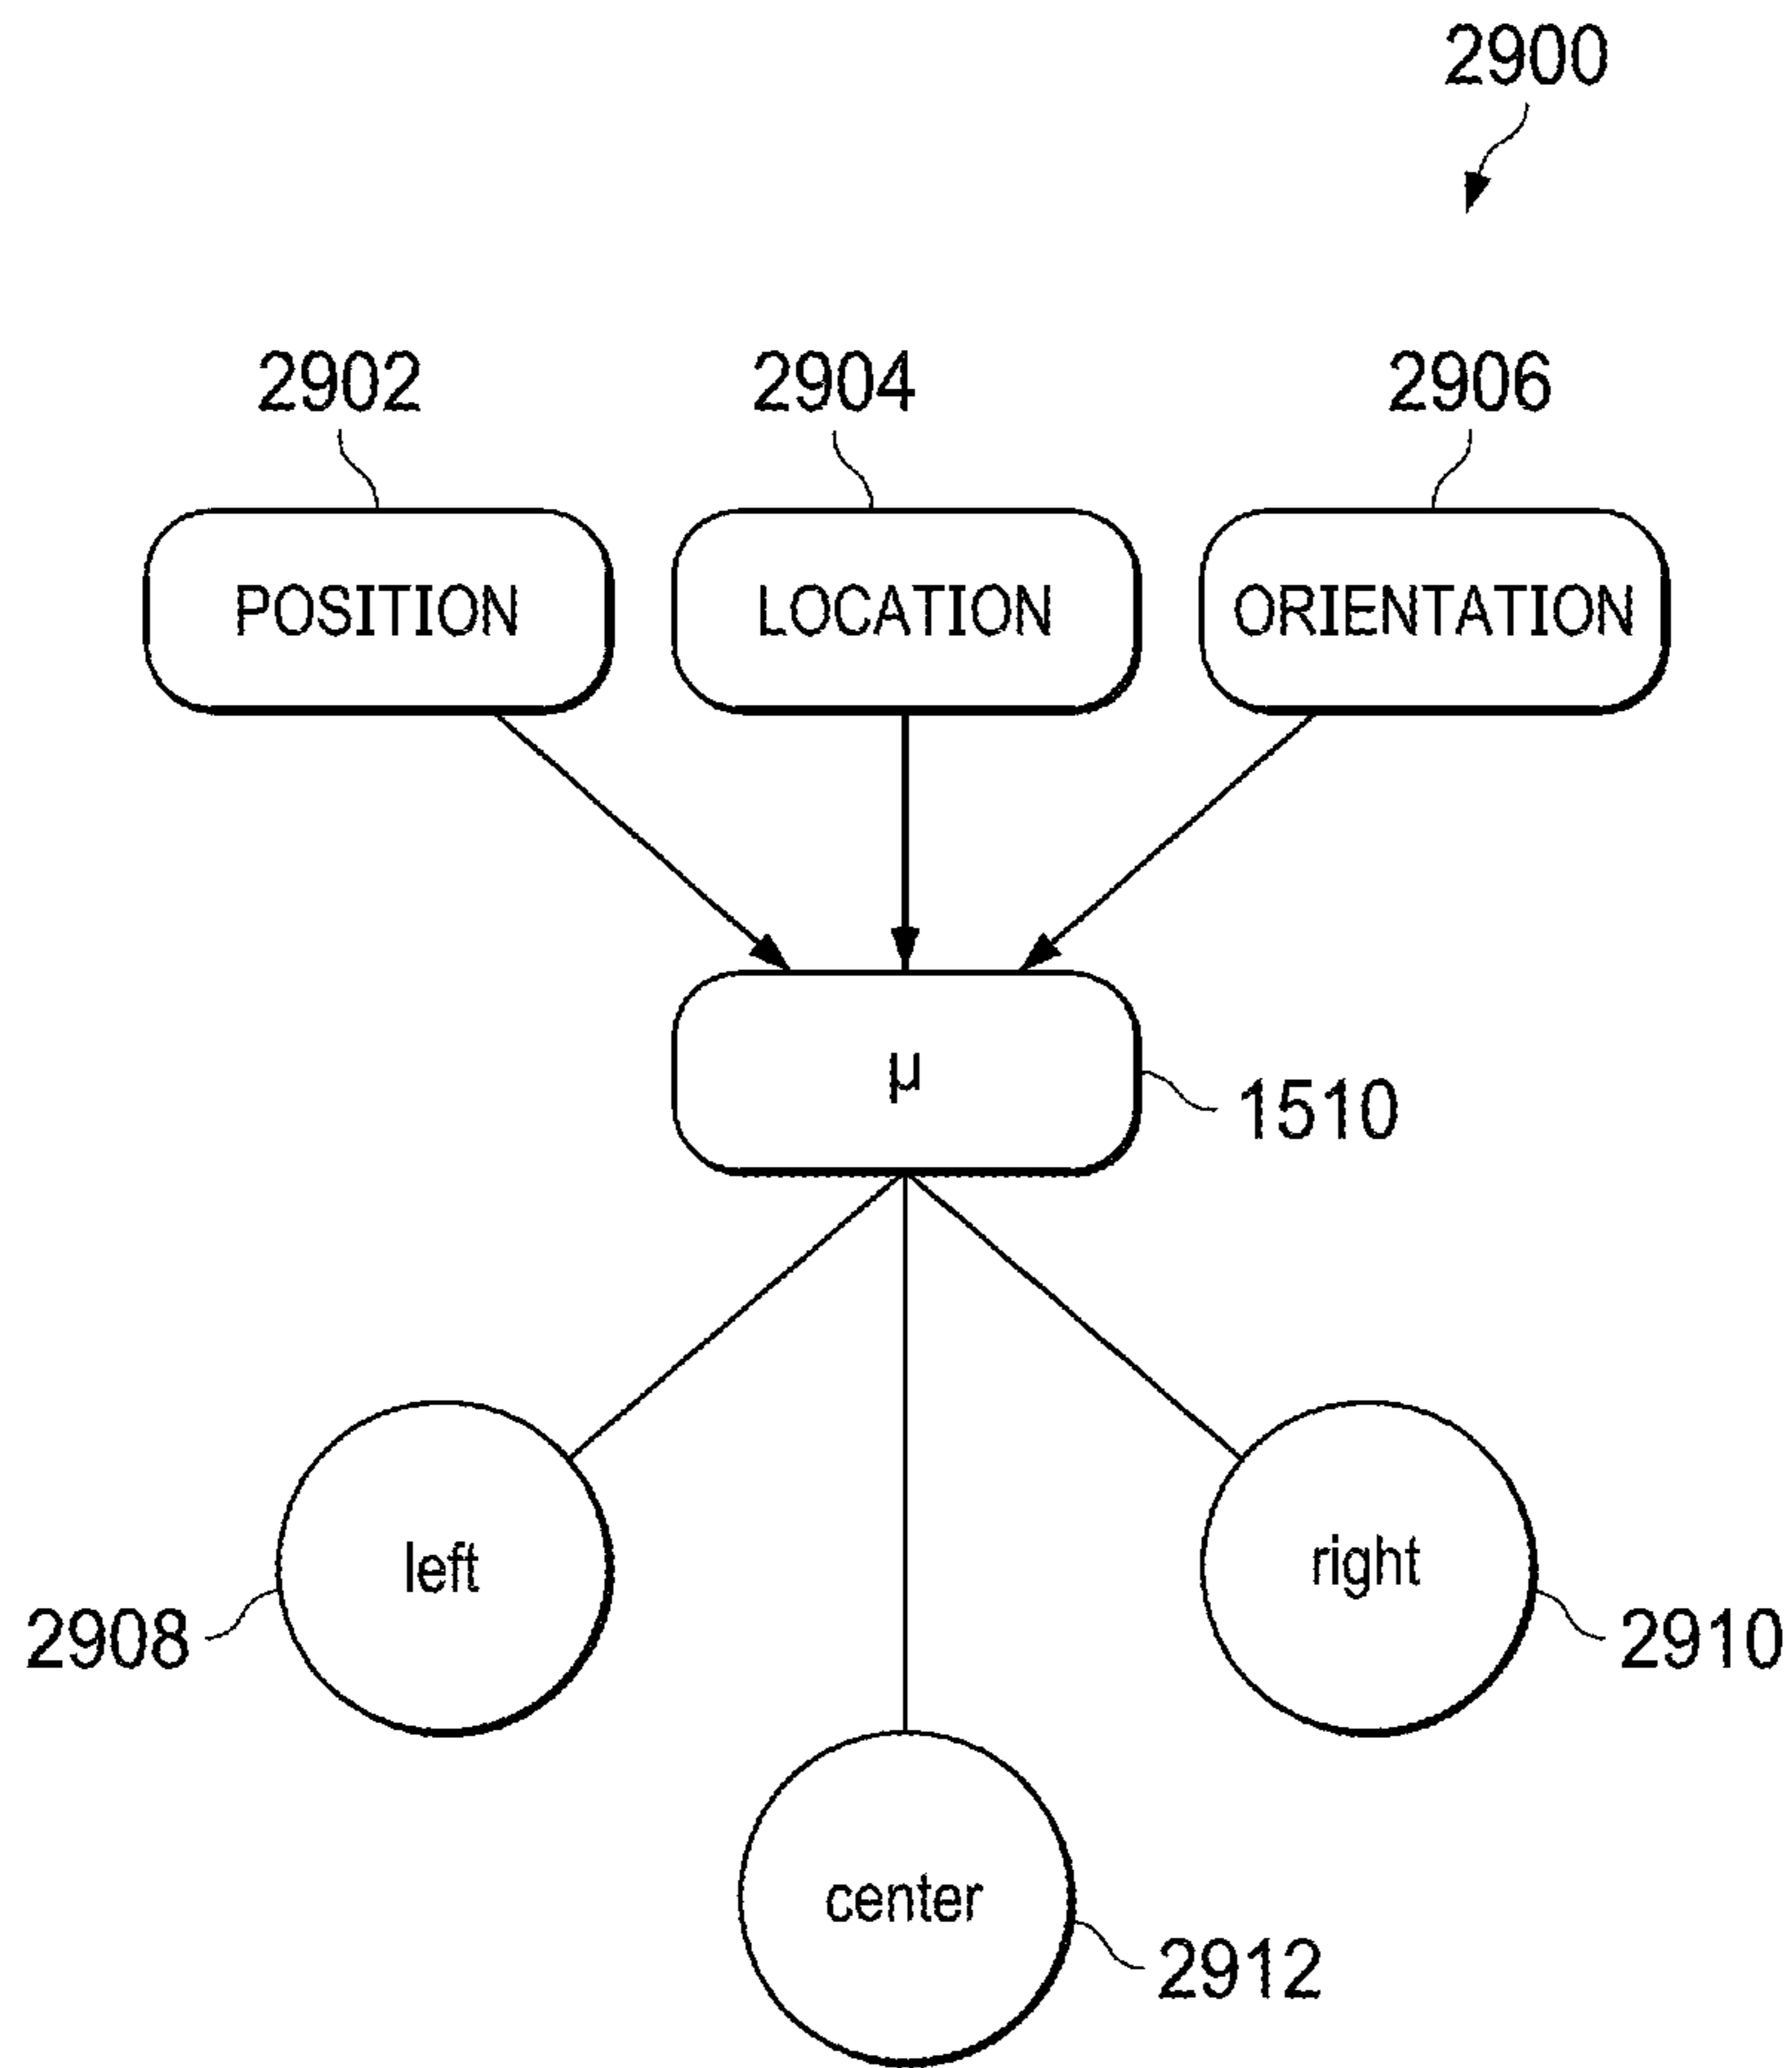 2900
2902
2904
2906
POSITION
LOCATION
ORIENTATION
μ
1510
left
right
2908
2910
center
2912